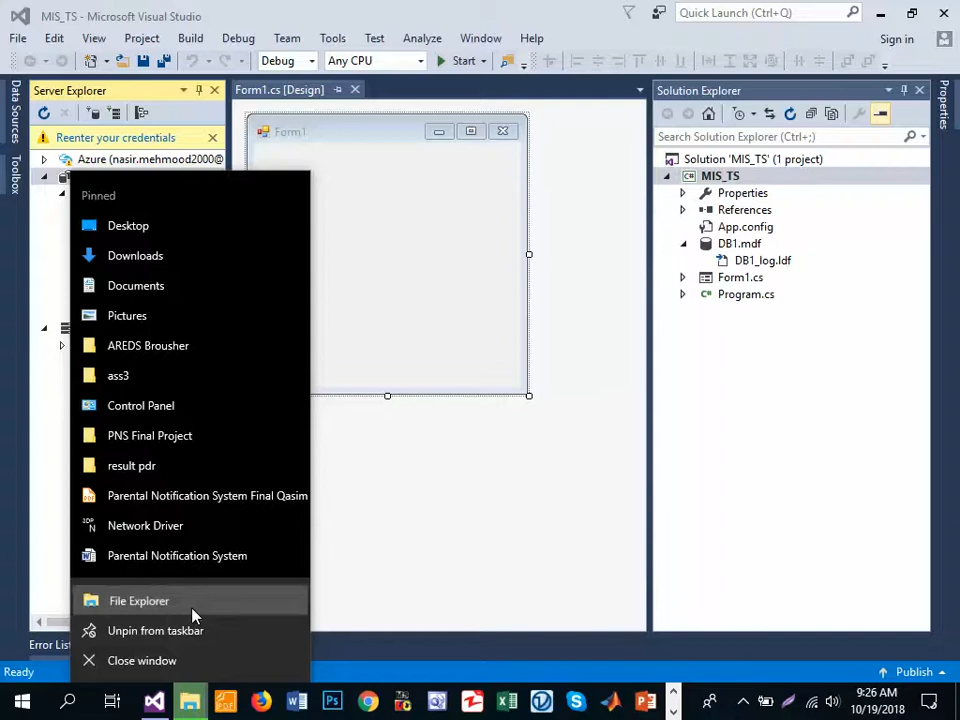 MIS_TS - Microsoft Visual Studio
Quick Launch (Ctrl+;)
File Edit View Project Build Debug Team Tools Test Analyze Window Help Sign in
Debug Any CPU Start
Data Sources
Toolbox
Server Explorer
Reenter your credentials
Azure (nasir.mehmood2000@
Form1.cs [Design]
Form1
Solution Explorer
Search Solution Explorer (Ctrl+;)
Solution 'MIS_TS' (1 project)
MIS_TS
Properties
References
App.config
DB1.mdf
DB1_log.ldf
Form1.cs
Program.cs
Properties
Pinned
Desktop
Downloads
Documents
Pictures
AREDS Brousher
ass3
Control Panel
PNS Final Project
result pdr
Parental Notification System Final Qasim
Network Driver
Parental Notification System
File Explorer
Unpin from taskbar
Close window
Error Lis
Ready
Publish
9:26 AM
10/19/2018